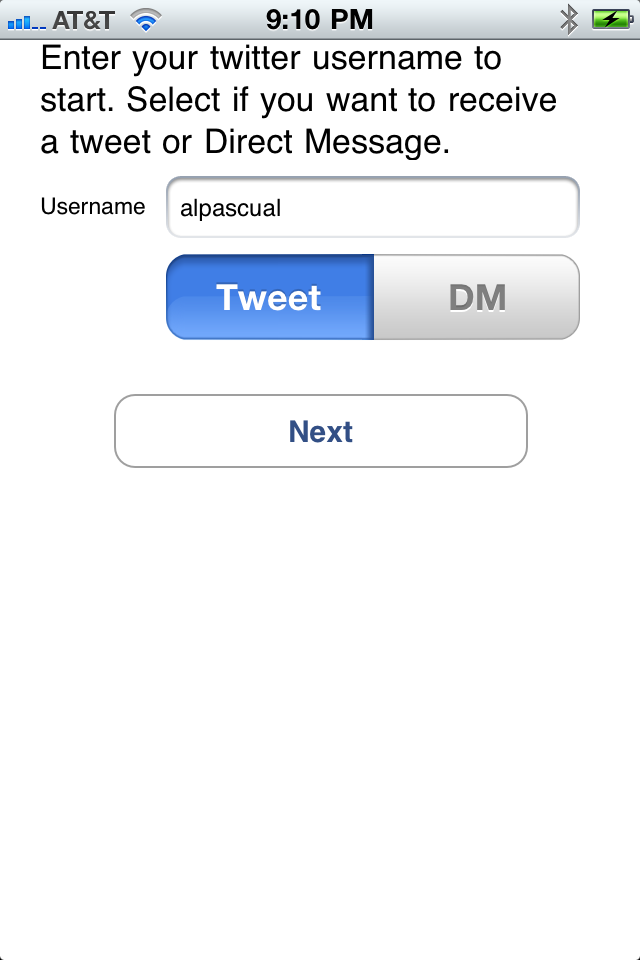 AT&T 9:10 PM
Enter your twitter username to
start. Select if you want to receive
a tweet or Direct Message.
Username alpascual
Tweet DM
Next